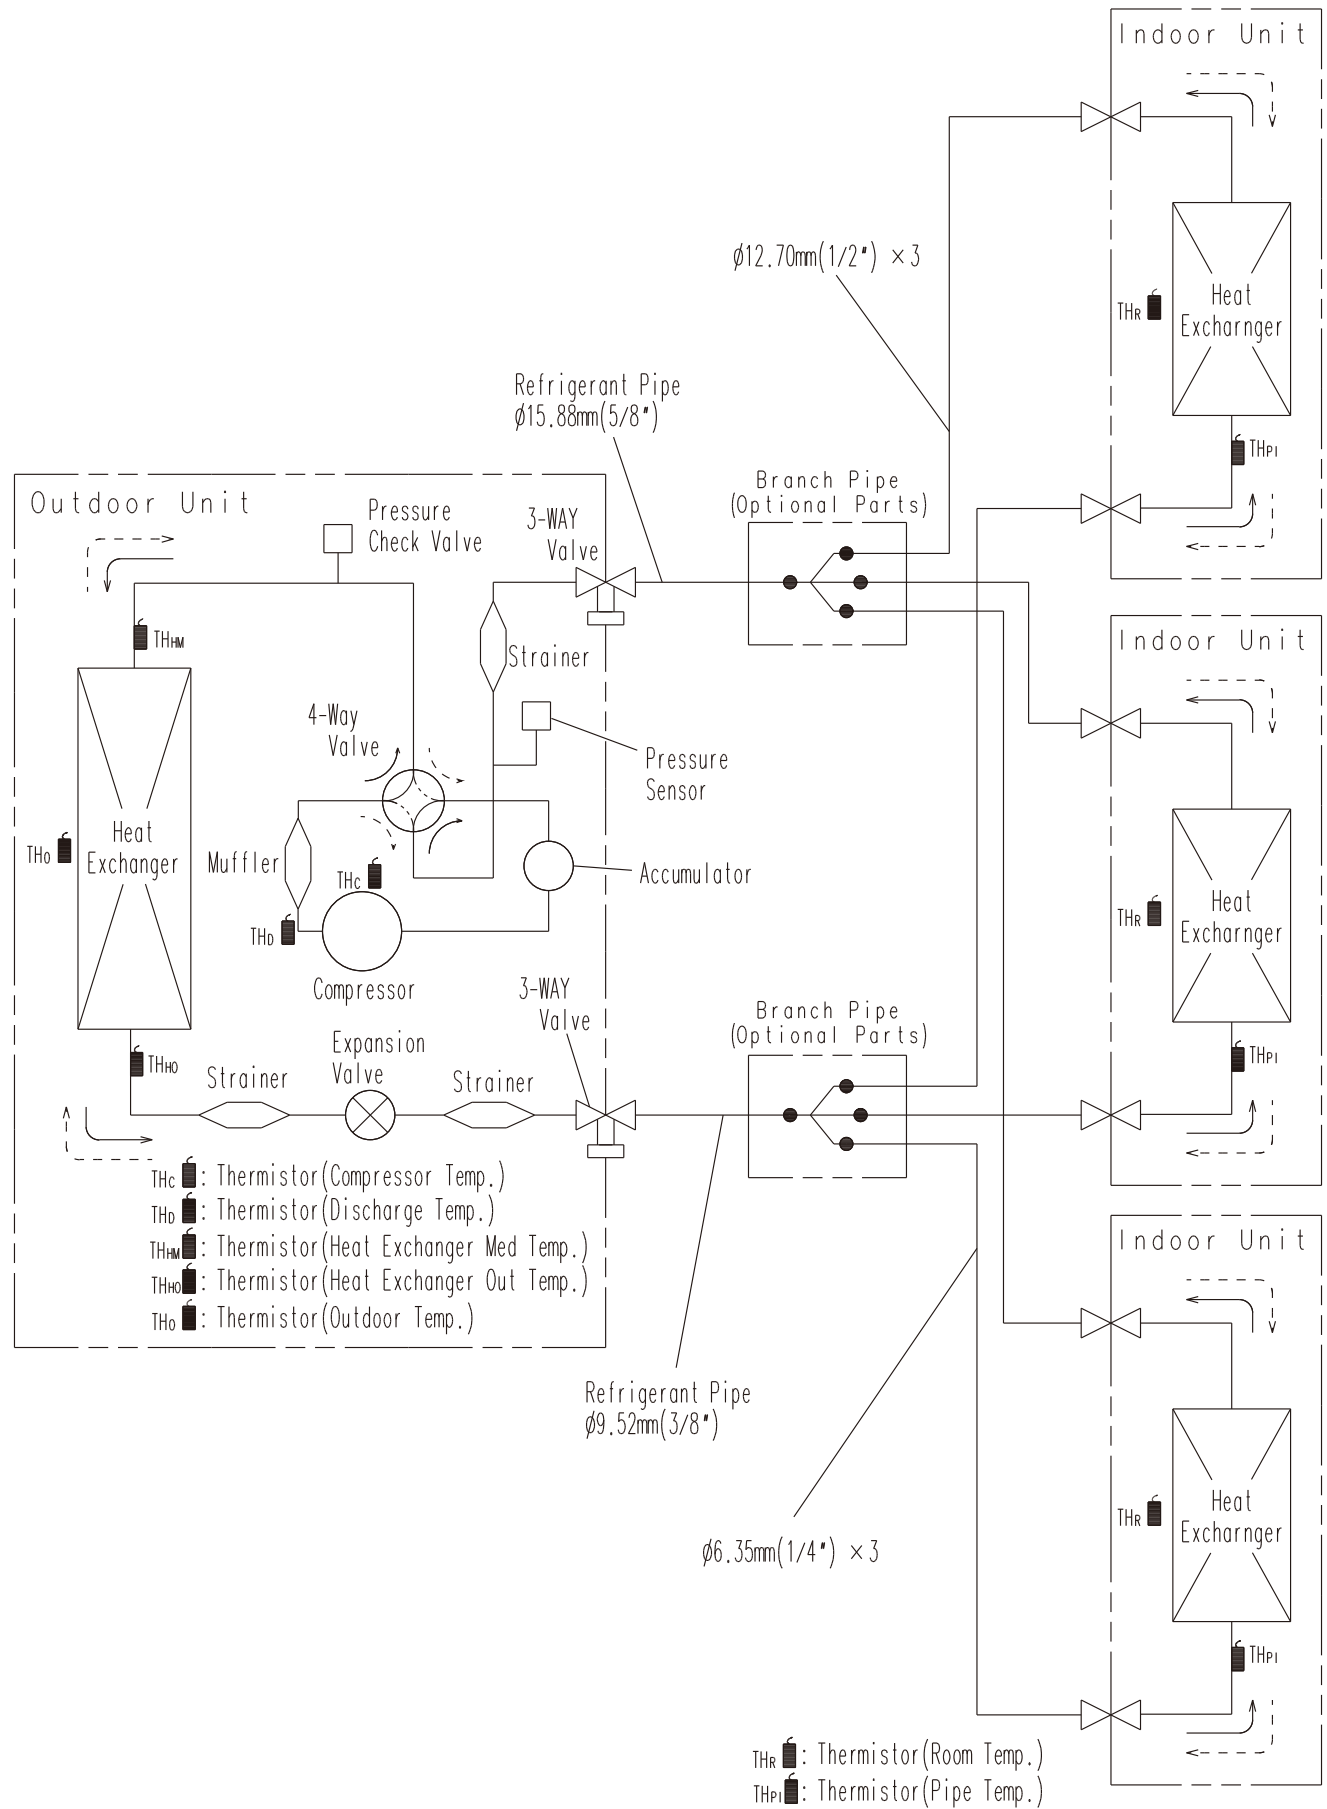 Indoor Unit
Heat
Excharnger
THR
THPI
ϕ12.70mm(1/2") ×3
Refrigerant Pipe
ϕ15.88mm(5/8")
Branch Pipe
(Optional Parts)
Outdoor Unit
Pressure
Check Valve
3-WAY
Valve
THHM
Strainer
4-Way
Valve
Pressure
Sensor
THO
Heat
Exchanger
Muffler
THC
Accumulator
THD
Compressor
3-WAY
Valve
THHO
Strainer
Expansion
Valve
Strainer
Branch Pipe
(Optional Parts)
THC : Thermistor(Compressor Temp.)
THD : Thermistor(Discharge Temp.)
THHM : Thermistor(Heat Exchanger Med Temp.)
THHO : Thermistor(Heat Exchanger Out Temp.)
THO : Thermistor(Outdoor Temp.)
Indoor Unit
Heat
Excharnger
THR
THPI
Refrigerant Pipe
ϕ9.52mm(3/8")
ϕ6.35mm(1/4") ×3
Indoor Unit
Heat
Excharnger
THR
THPI
THR : Thermistor(Room Temp.)
THPI : Thermistor(Pipe Temp.)